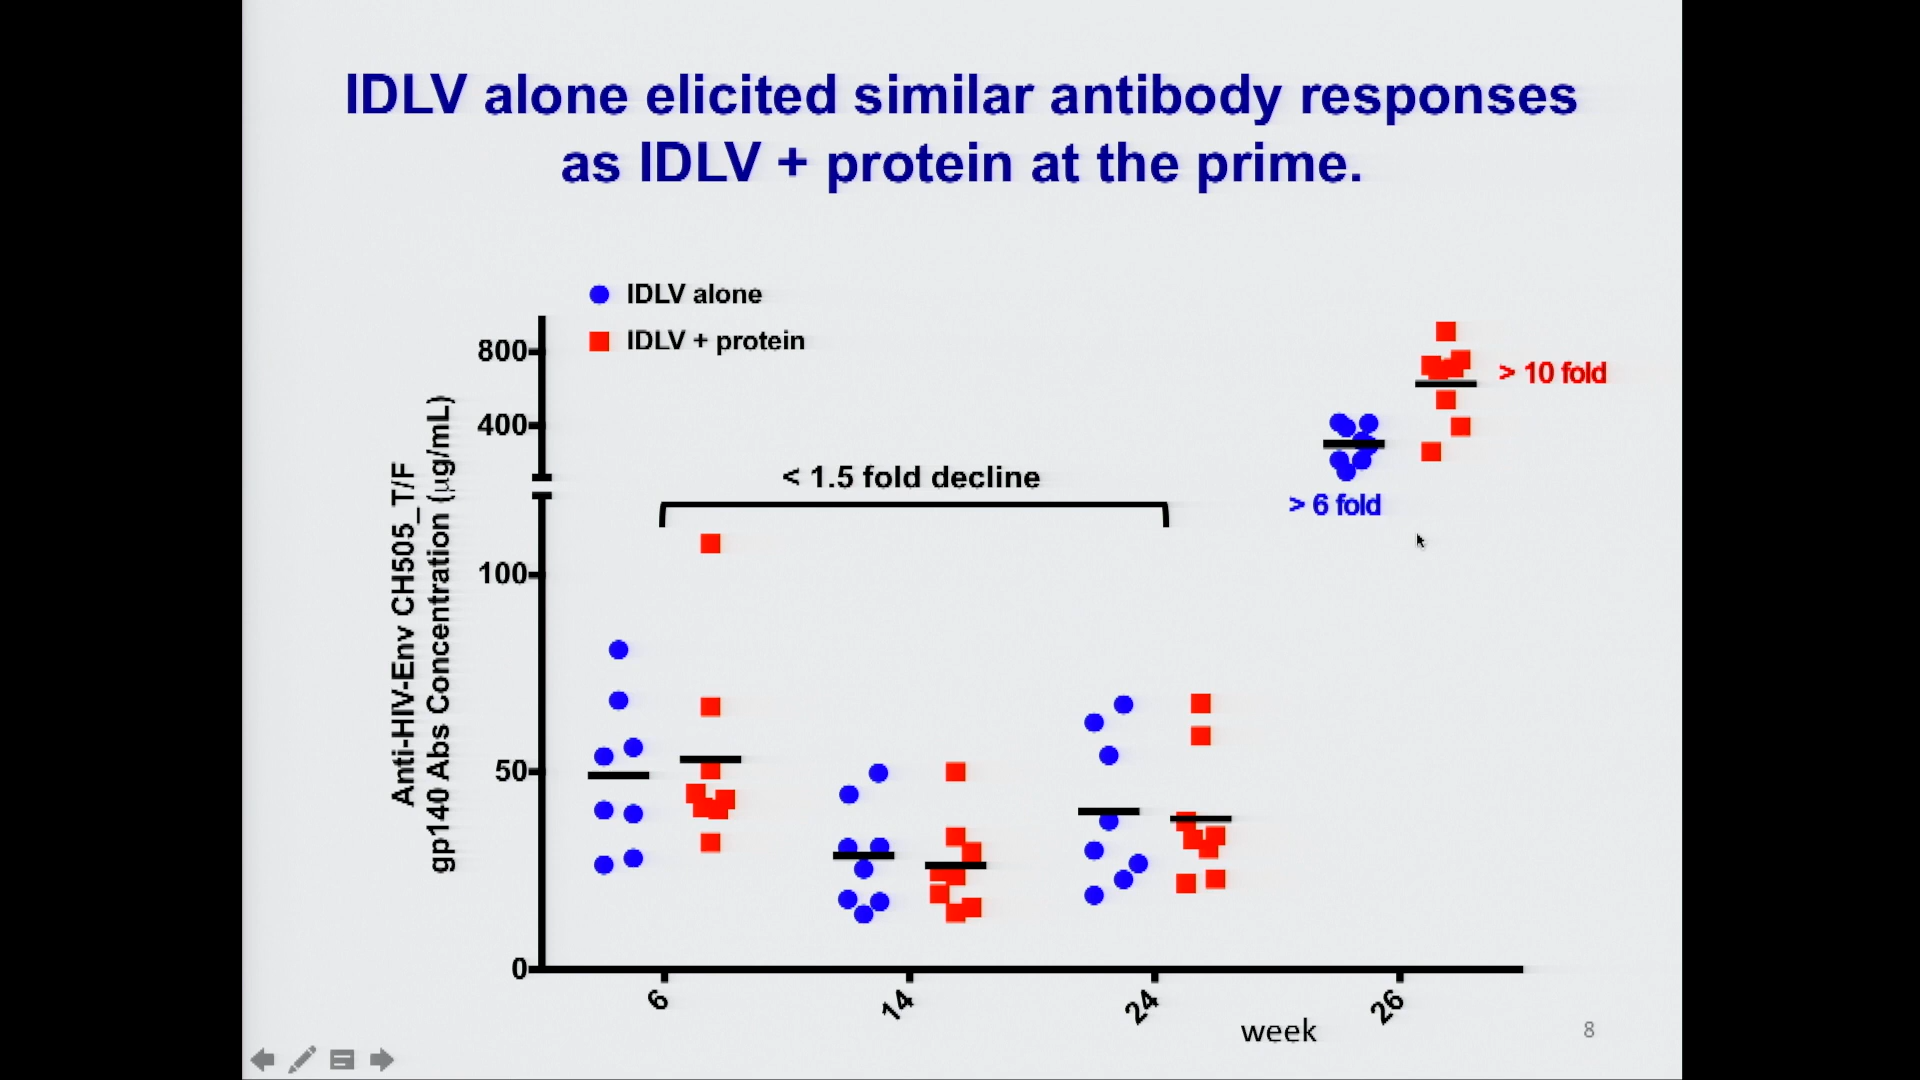 IDLV alone elicited similar antibody responses
as IDLV + protein at the prime.
IDLV alone
IDLV + protein
800
400
100
50
0
Anti-HIV-Env CH505_T/F
gp140 Abs Concentration (µg/mL)
< 1.5 fold decline
> 6 fold
> 10 fold
6
14
24
26
week
8